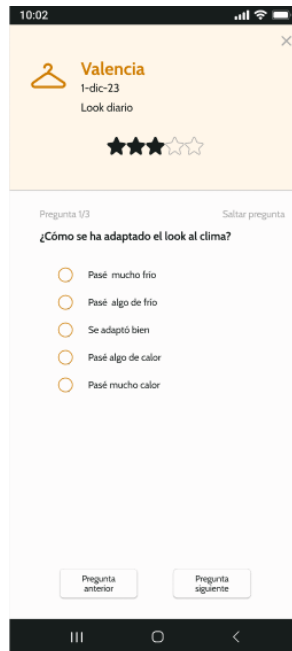 10:02
Valencia
1-dic-23
Look diario
Pregunta 1/3
Saltar pregunta
¿Cómo se ha adaptado el look al clima?
Pasé mucho frío
Pasé algo de frío
Se adaptó bien
Pasé algo de calor
Pasé mucho calor
Pregunta
anterior
Pregunta
siguiente